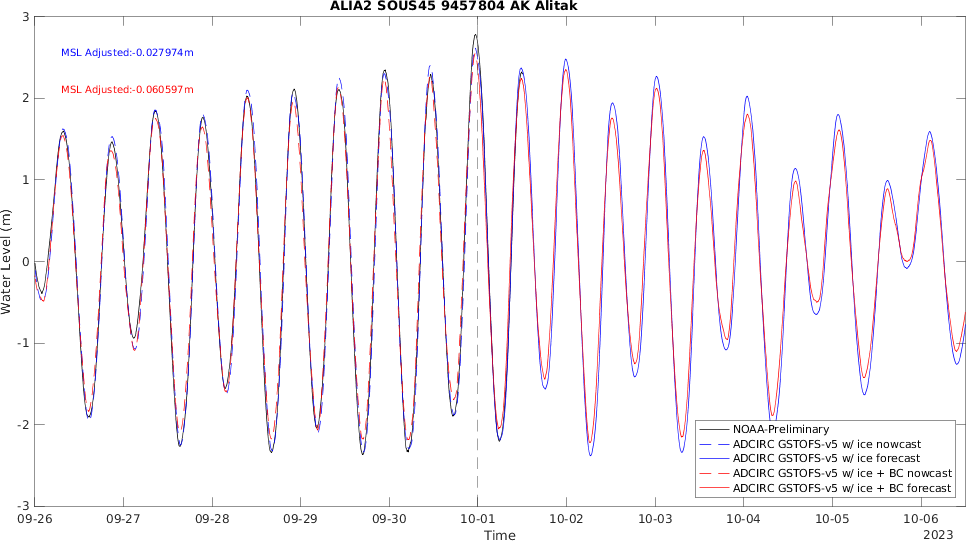 ALIA2 SOUS45 9457804 AK Alitak
MSL Adjusted:-0.027974m
MSL Adjusted:-0.060597m
Water Level (m)
3
2
1
0
-1
-2
-3
09-26 09-27 09-28 09-29 09-30 10-01 10-02 10-03 10-04 10-05 10-06
Time
2023
NOAA-Preliminary
ADCIRC GSTOFS-v5 w/ ice nowcast
ADCIRC GSTOFS-v5 w/ ice forecast
ADCIRC GSTOFS-v5 w/ ice + BC nowcast
ADCIRC GSTOFS-v5 w/ ice + BC forecast